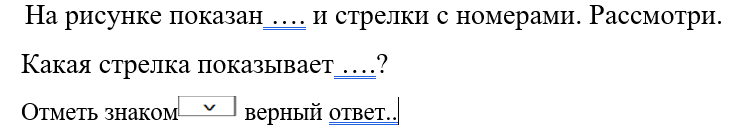 На рисунке показан …. и стрелки с номерами. Рассмотри.
Какая стрелка показывает ….?
Отметь знаком верный ответ..